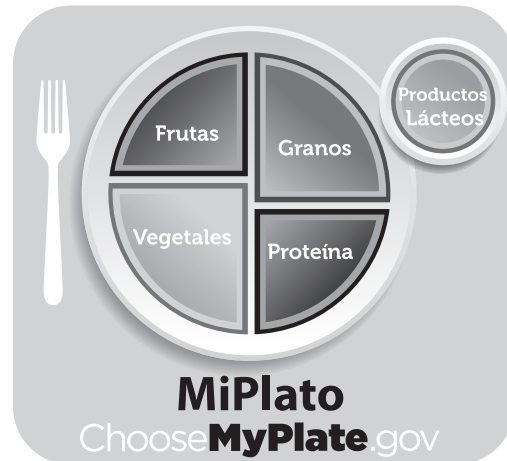 Frutas
Granos
Productos
Lácteos
Vegetales
Proteína
MiPlato
ChooseMyPlate.gov